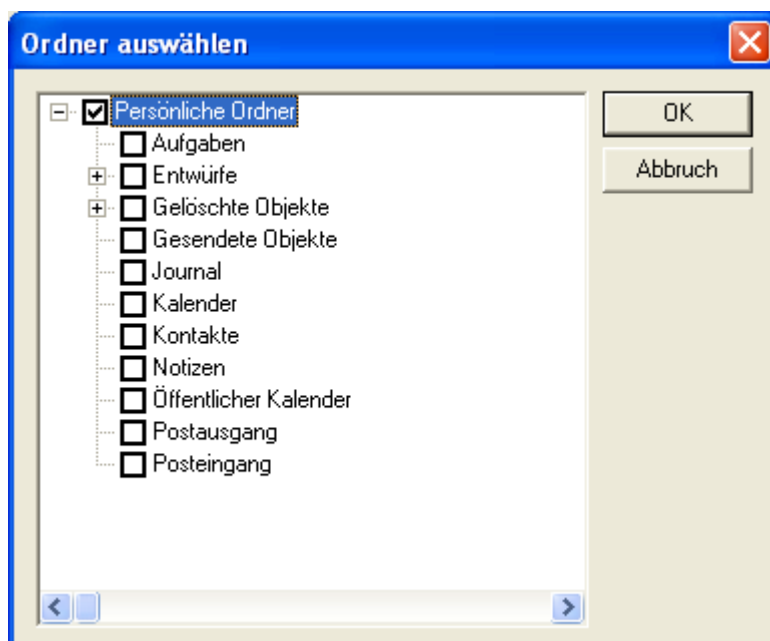 Ordner auswählen
Persönliche Ordner
OK
Aufgaben
Entwürfe
Abbruch
Gelöschte Objekte
Gesendete Objekte
Journal
Kalender
Kontakte
Notizen
Öffentlicher Kalender
Postausgang
Posteingang